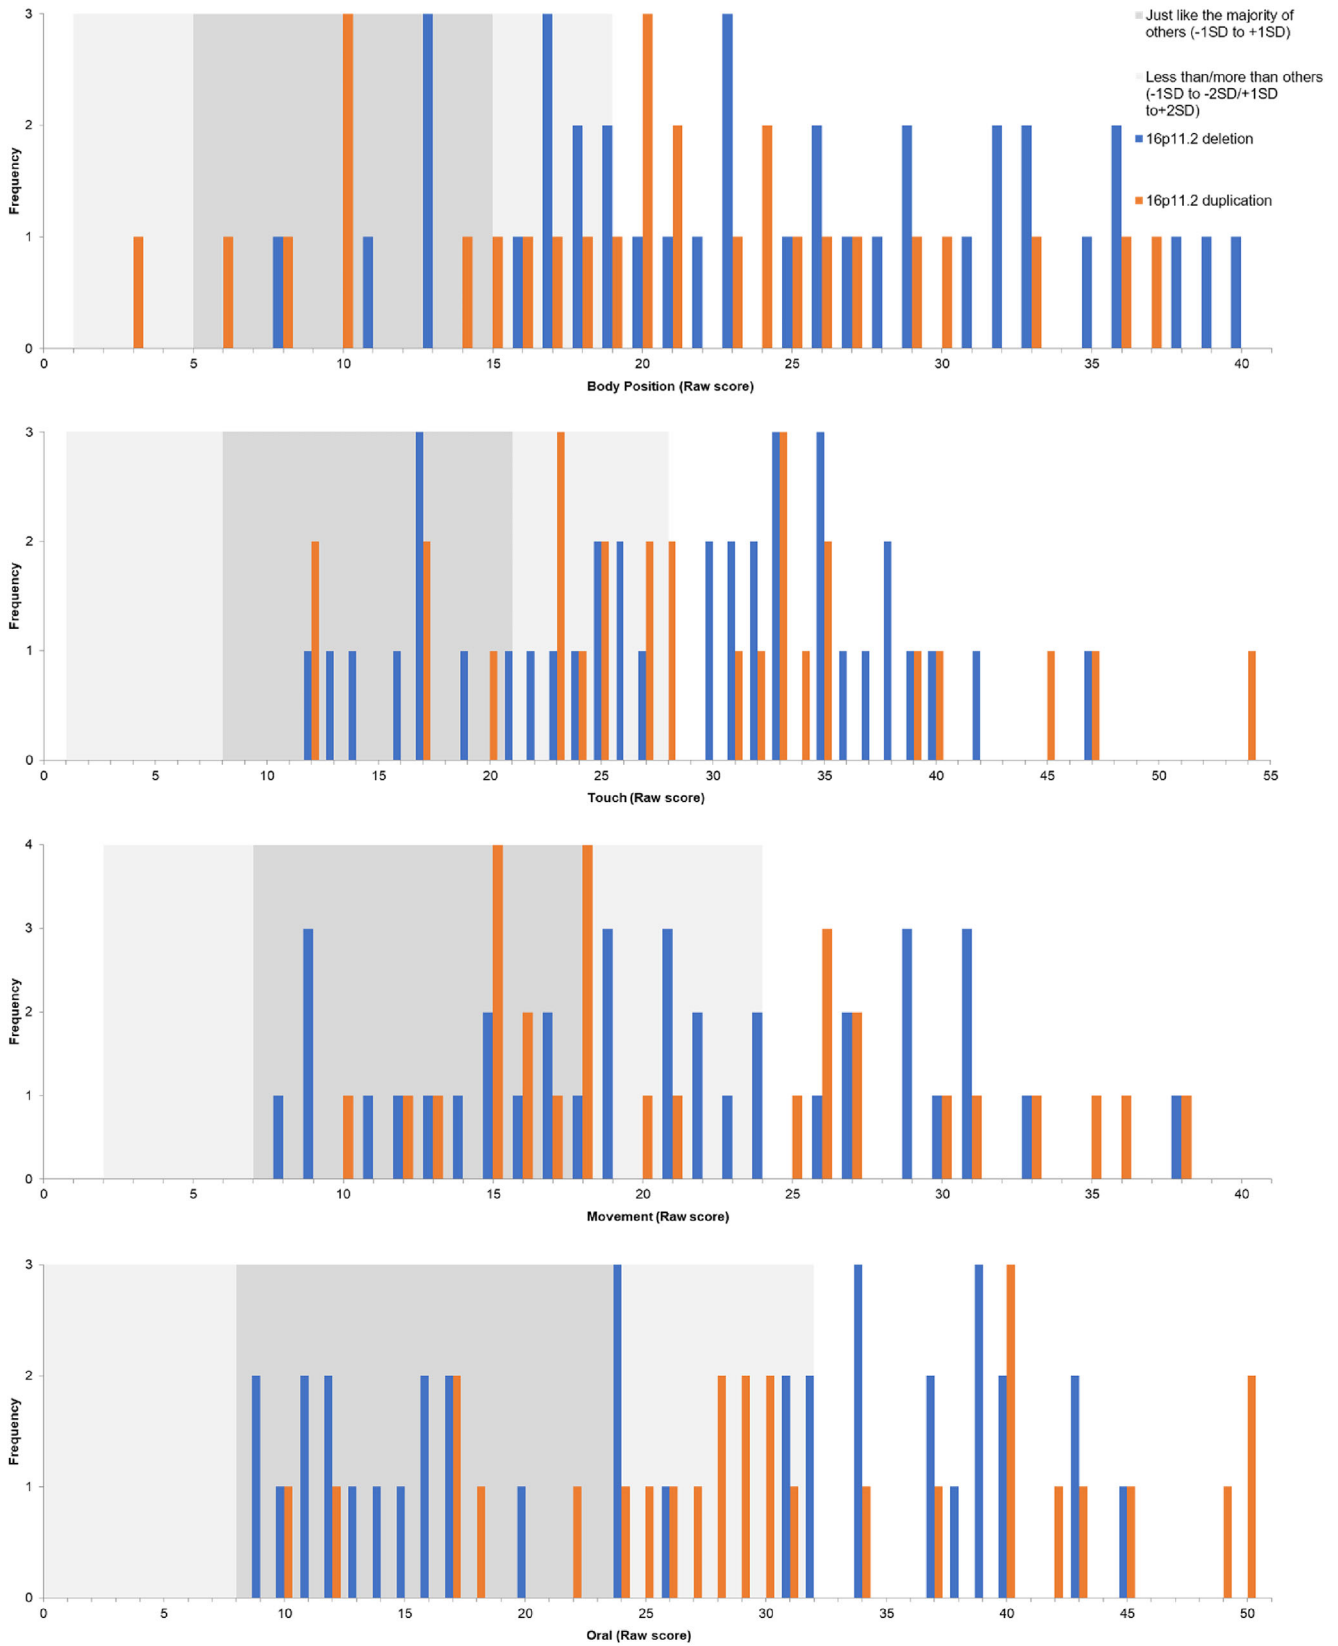 3
2
1
0
Frequency
0 5 10 15 20 25 30 35 40
Body Position (Raw score)
Just like the majority of
others (-1SD to +1SD)
Less than/more than others
(-1SD to -2SD/+1SD
to+2SD)
16p11.2 deletion
16p11.2 duplication
3
2
1
0
Frequency
0 5 10 15 20 25 30 35 40 45 50 55
Touch (Raw score)
4
3
2
1
0
Frequency
0 5 10 15 20 25 30 35 40
Movement (Raw score)
3
2
1
0
Frequency
0 5 10 15 20 25 30 35 40 45 50
Oral (Raw score)